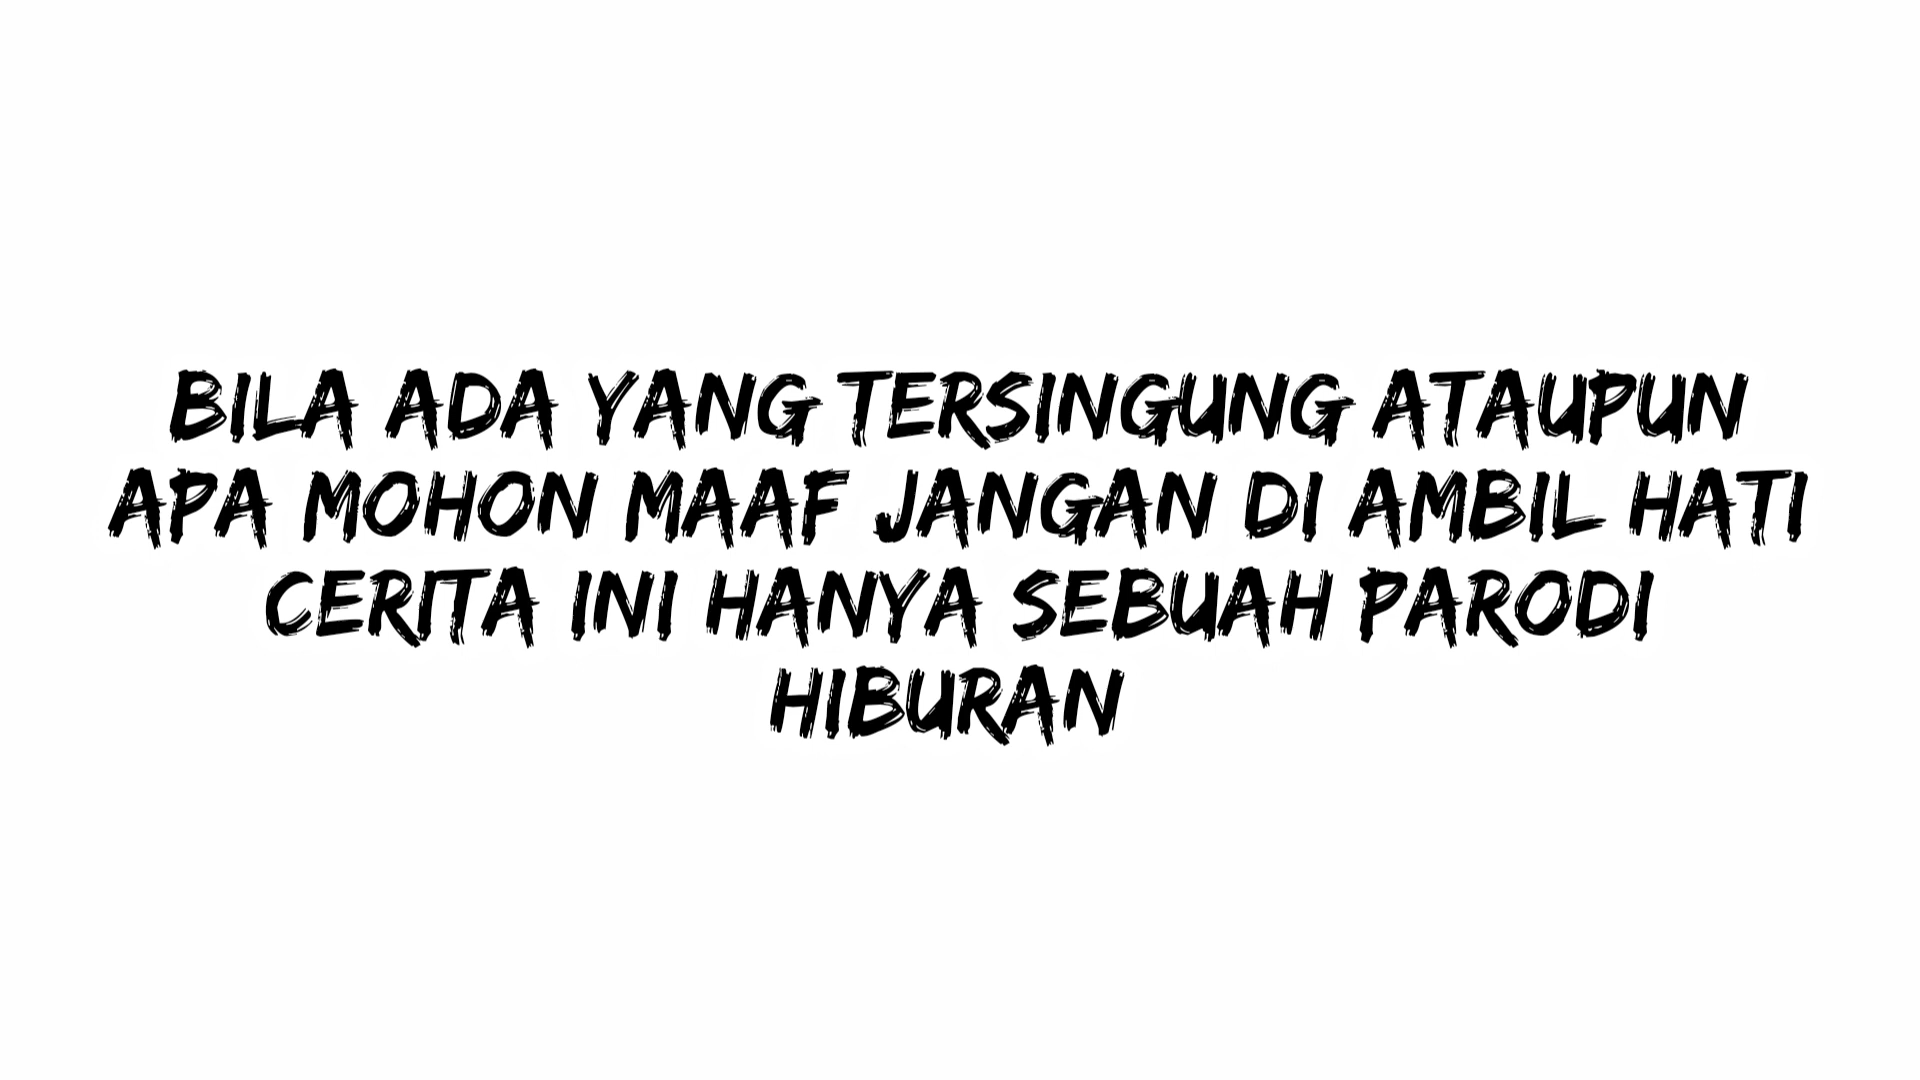 BILA ADA YANG TERSINGUNG ATAUPUN
APA MOHON MAAF JANGAN DI AMBIL HATI
CERITA INI HANYA SEBUAH PARODI
HIBURAN